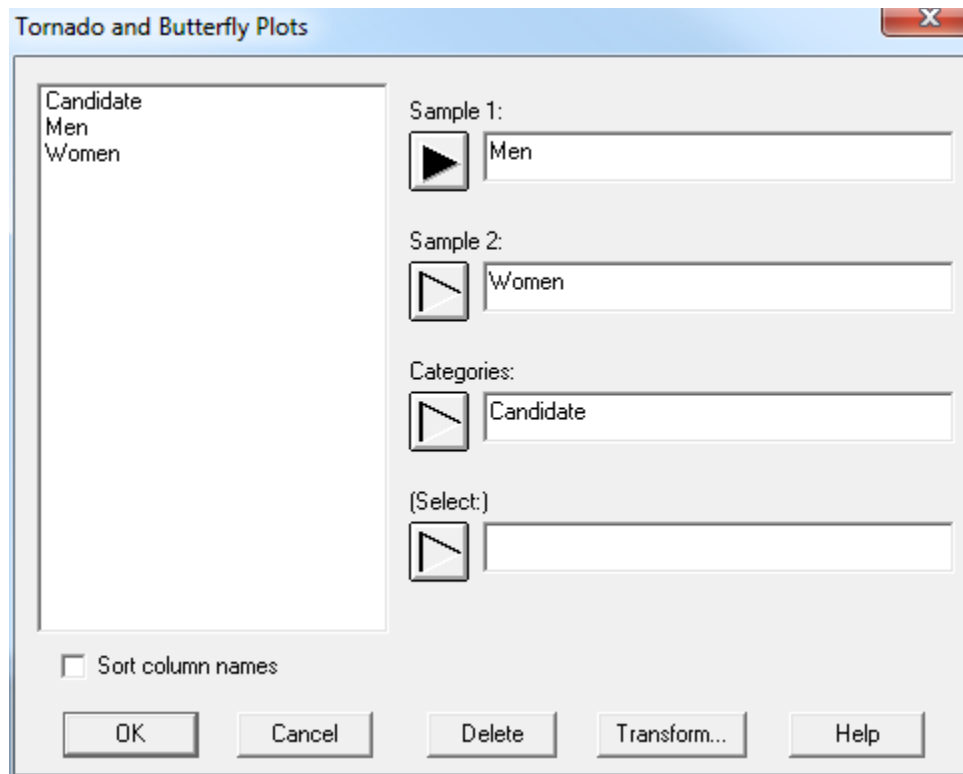 Tornado and Butterfly Plots
Candidate
Men
Women
Sample 1:
Men
Sample 2:
Women
Categories:
Candidate
(Select:)
Sort column names
OK
Cancel
Delete
Transform...
Help